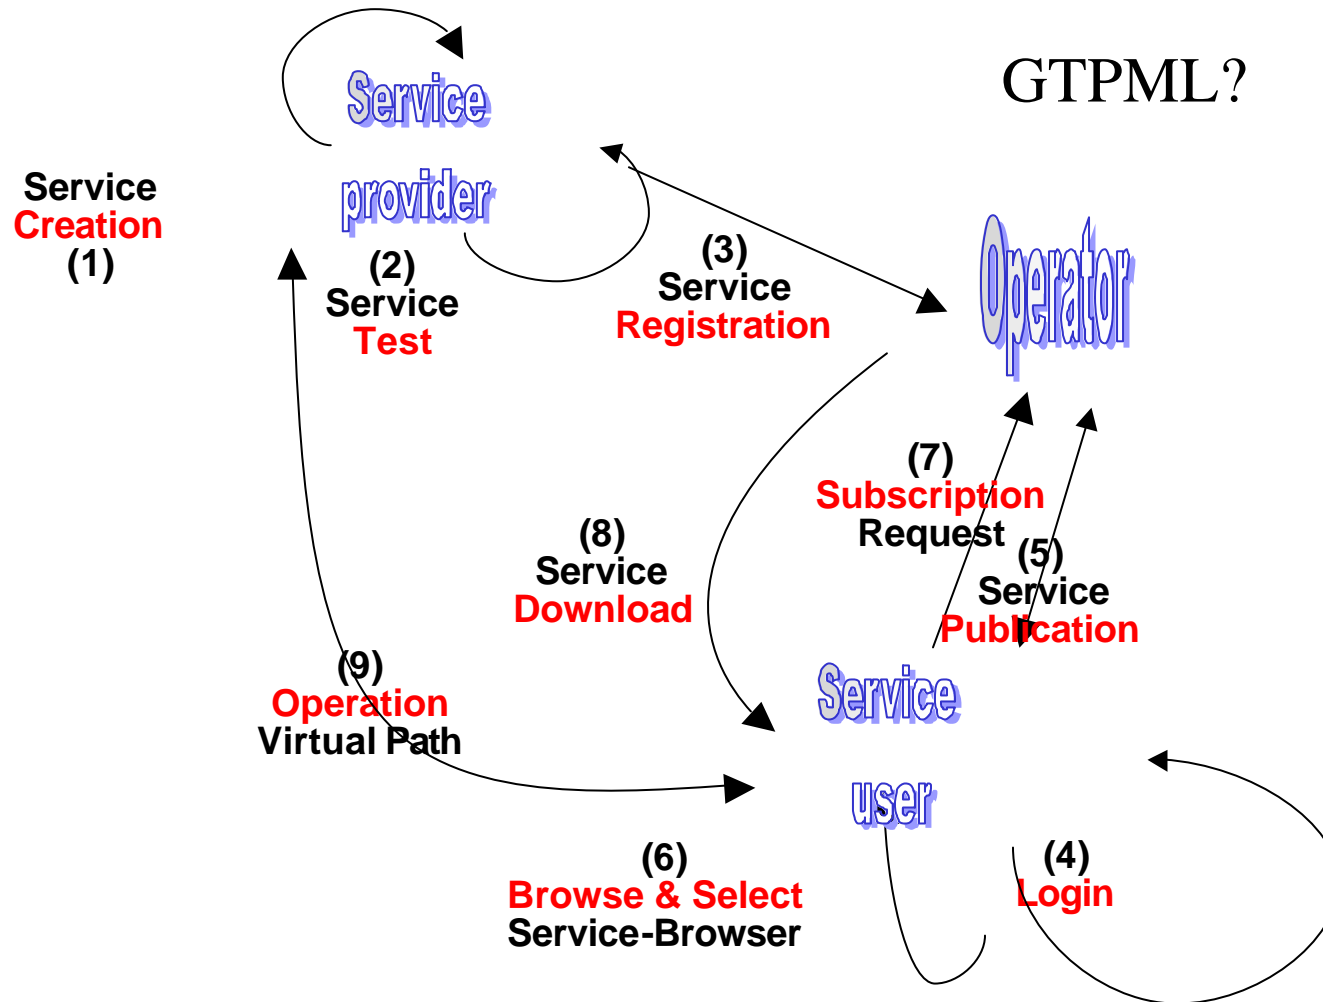 GTPML?
Service
provider
Service
Creation
(1)
(2)
Service
Test
(3)
Service
Registration
Operator
(7)
Subscription
Request
(8)
Service
Download
(5)
Service
Publication
(9)
Operation
Virtual Path
Service
user
(6)
Browse & Select
Service-Browser
(4)
Login